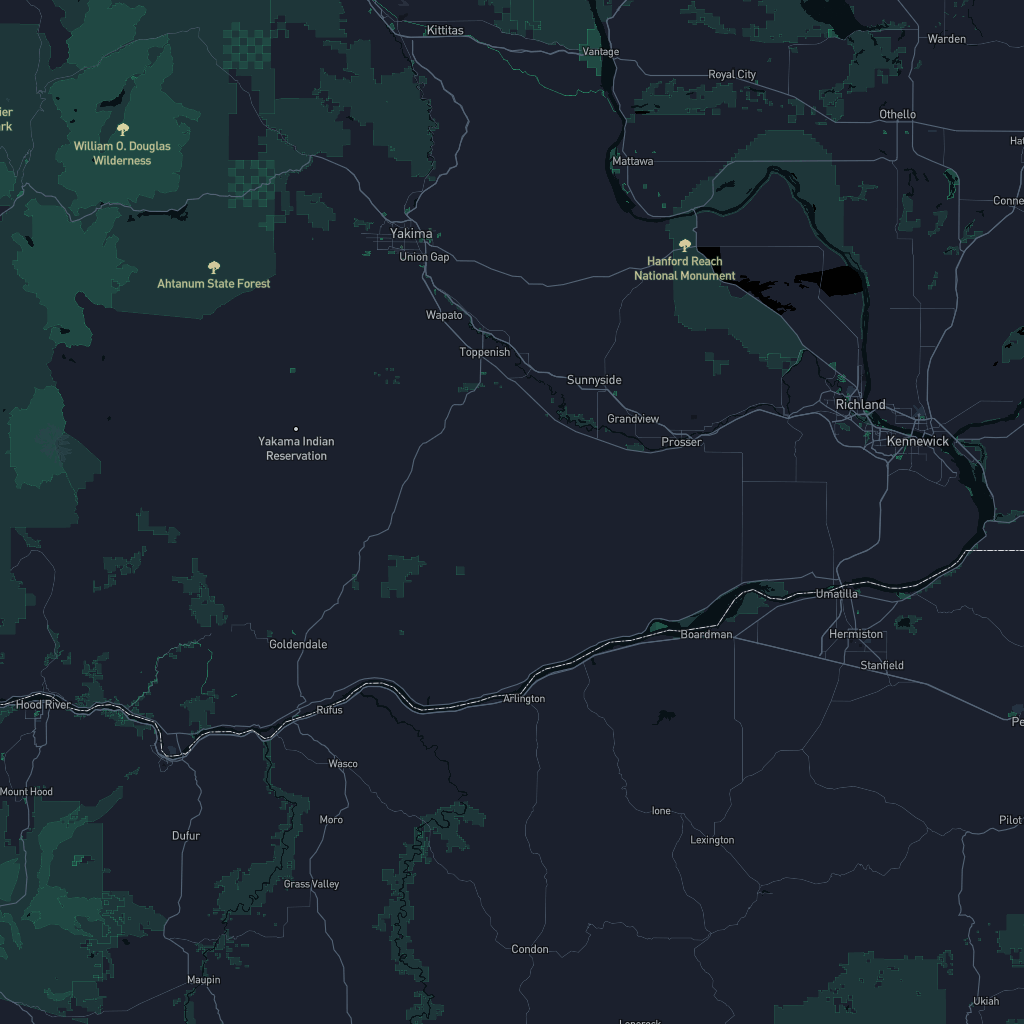 Kittitas
Warden
Vantage
Royal City
Othello
William O. Douglas
Wilderness
Mattawa
Yakima
Union Gap
Hanford Reach
National Monument
Ahtanum State Forest
Wapato
Toppenish
Sunnyside
Richland
Grandview
Prosser
Kennewick
Yakama Indian
Reservation
Umatilla
Boardman
Hermiston
Goldendale
Stanfield
Hood River
Arlington
Rufus
Wasco
Mount Hood
Ione
Moro
Pilot
Dufur
Lexington
Grass Valley
Condon
Maupin
Ukiah